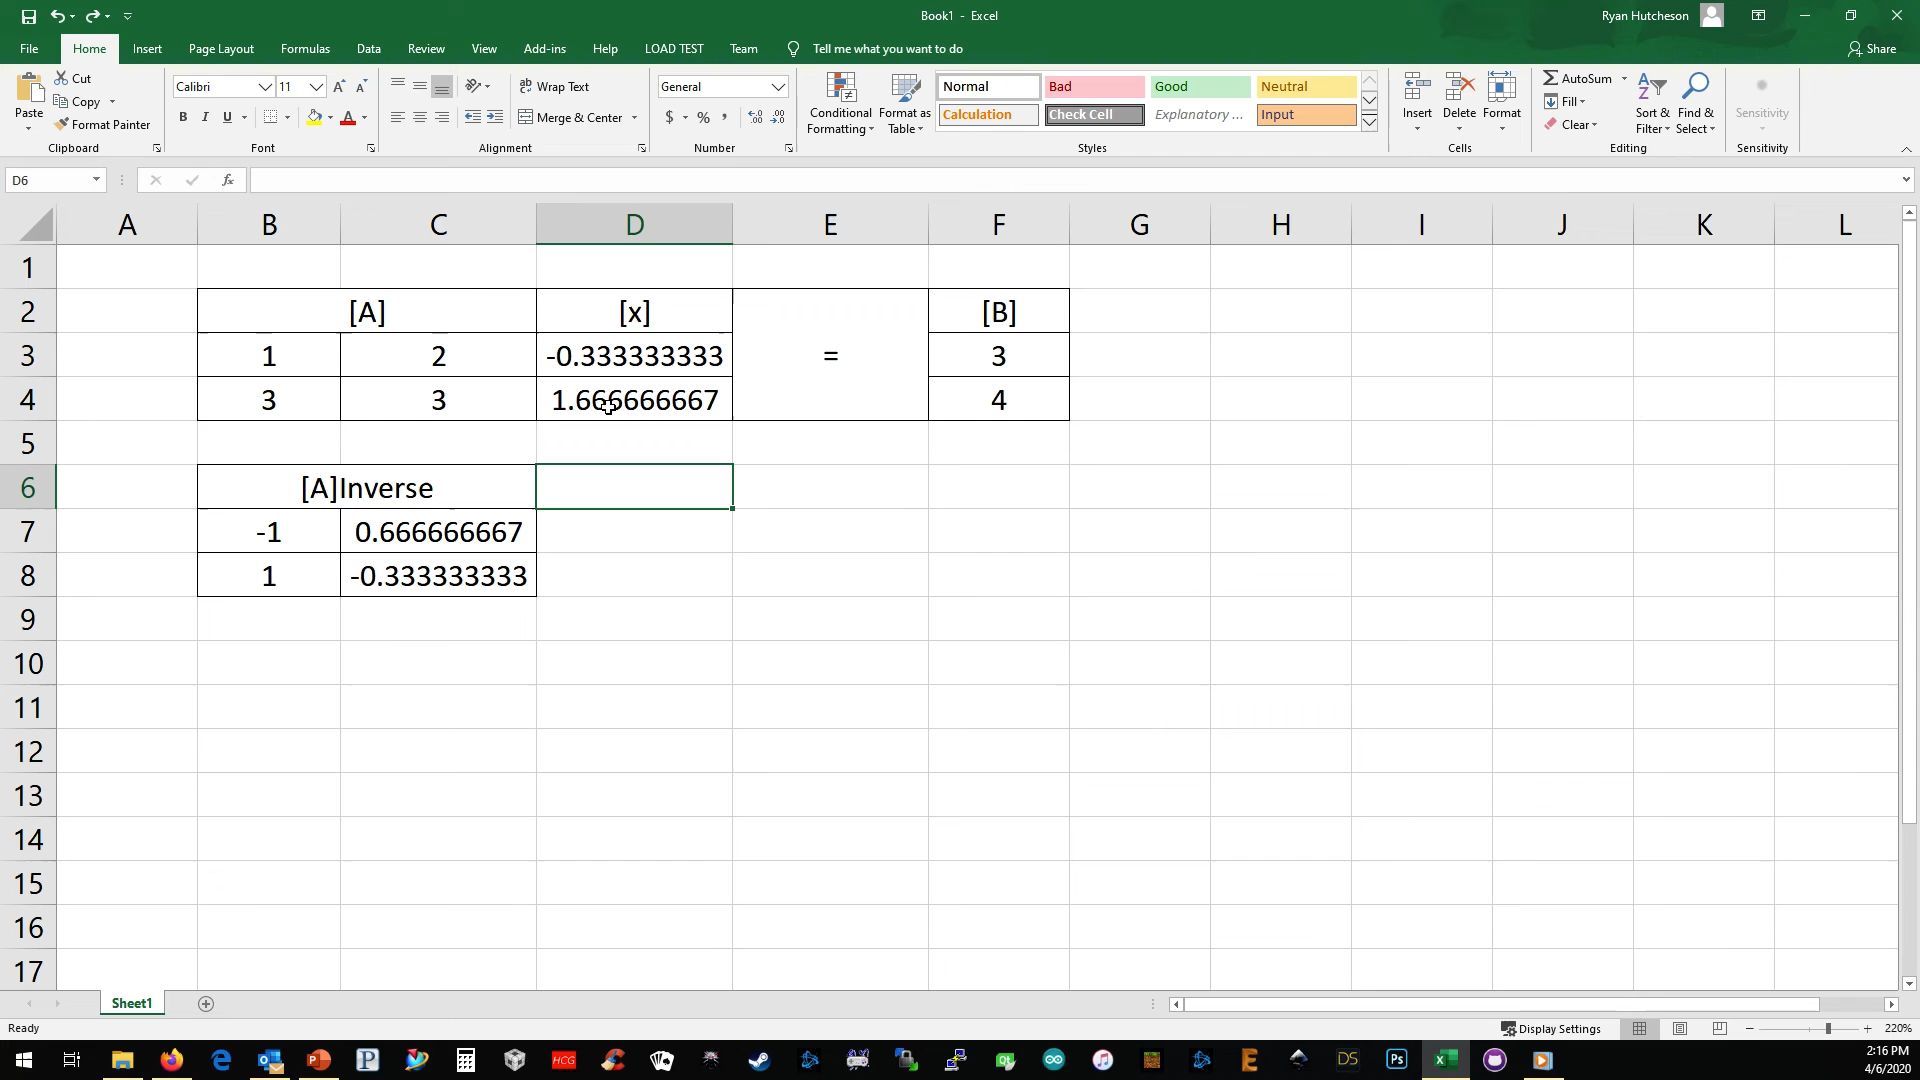 Book1 - Excel
Ryan Hutcheson
File Home Insert Page Layout Formulas Data Review View Add-ins Help LOAD TEST Team Tell me what you want to do Share
Paste
Cut
Copy
Format Painter
Clipboard
Calibri 11
B I U
Font
Wrap Text
Merge & Center
Alignment
General
$ % ,
Number
Conditional
Formatting
Format as
Table
Normal Bad Good Neutral
Calculation Check Cell Explanatory ... Input
Styles
Insert Delete Format
Cells
AutoSum
Fill
Clear
Sort &
Filter
Find &
Select
Editing
Sensitivity
Sensitivity
D6 fx
A B C D E F G H I J K L
1
2 [A] [x] [B]
3 1 2 -0.333333333 = 3
4 3 3 1.666666667 4
5
6 [A]Inverse
7 -1 0.666666667
8 1 -0.333333333
9
10
11
12
13
14
15
16
17
Sheet1
Ready Display Settings 220%
HCG DS Ps
2:16 PM
4/6/2020